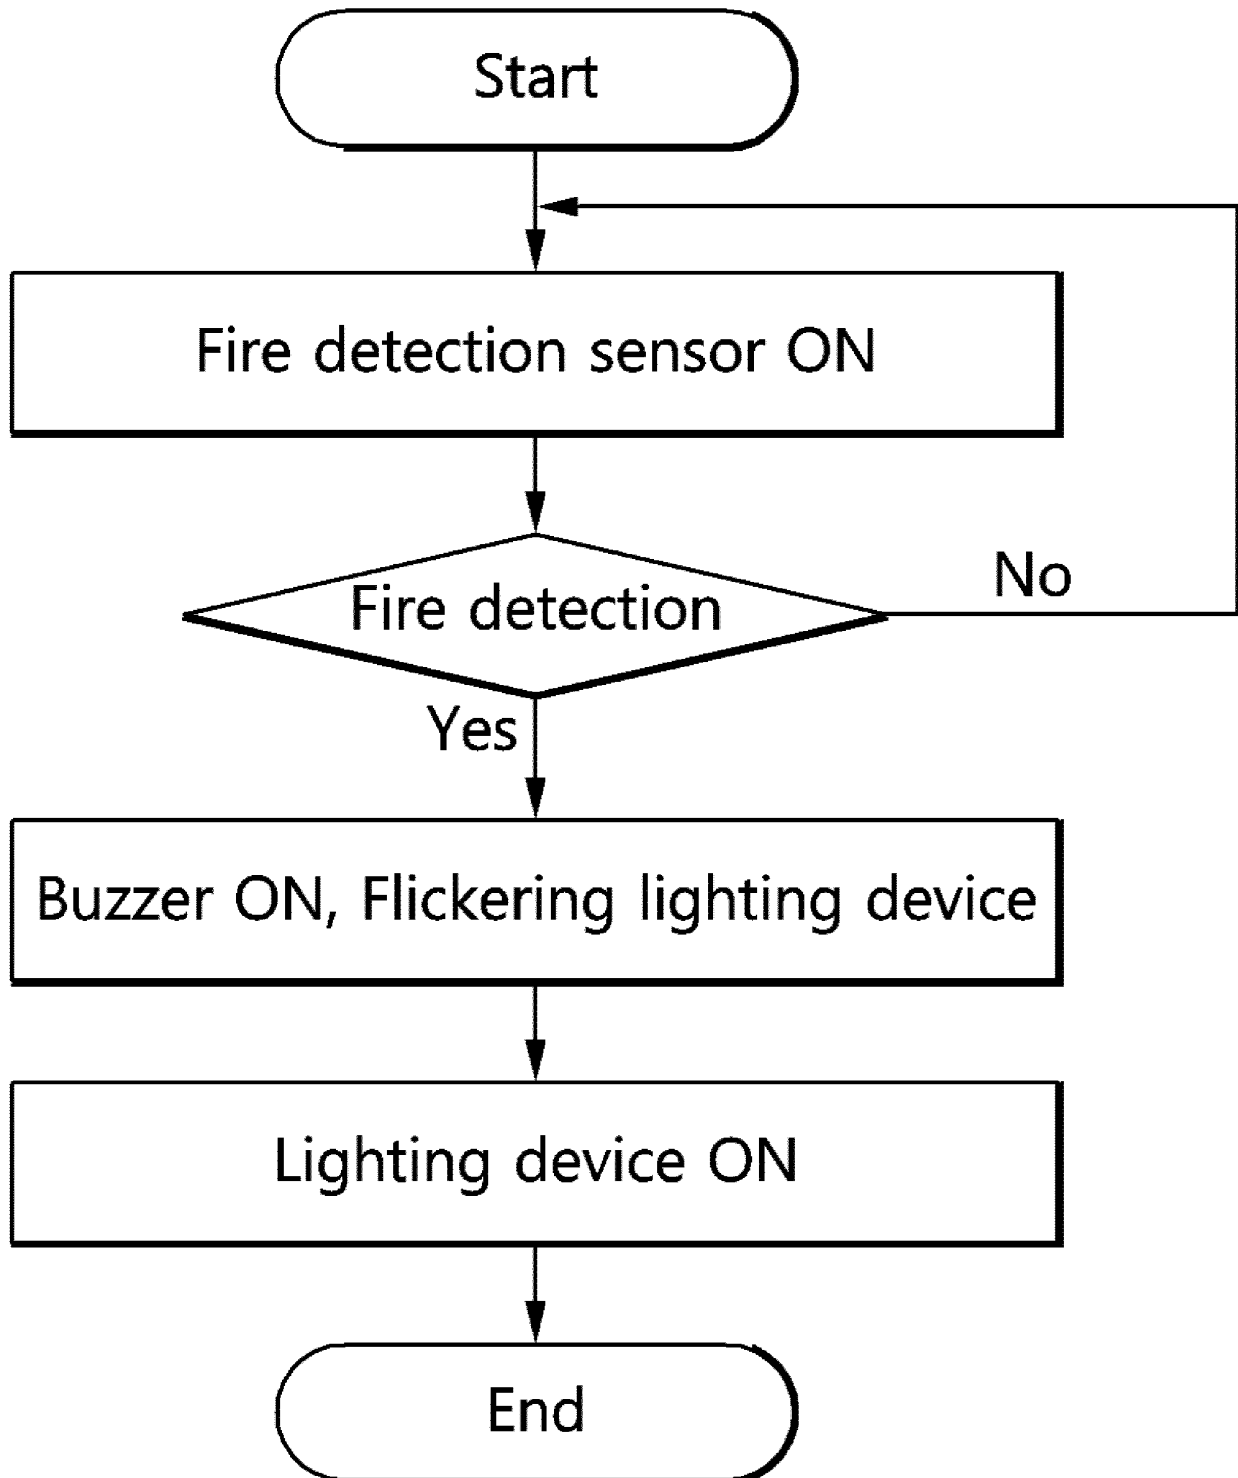 Start
Fire detection sensor ON
Fire detection
No
Yes
Buzzer ON, Flickering lighting device
Lighting device ON
End